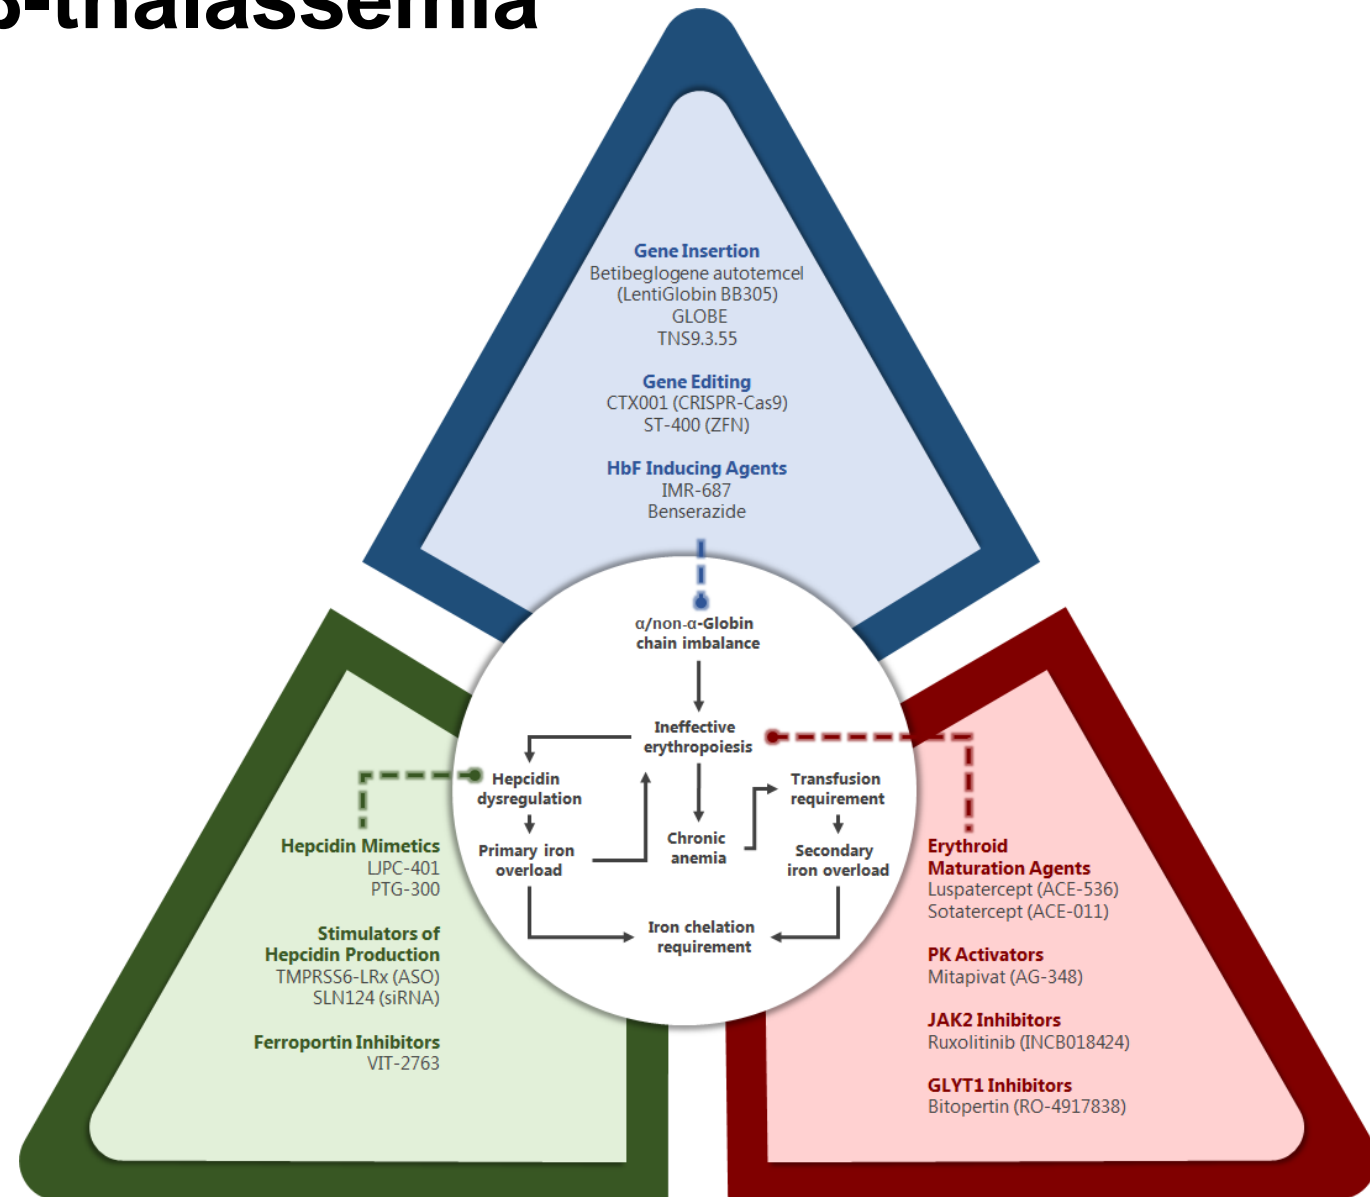 β-thalassemia
Gene Insertion
Betibeglogene autotemcel
(LentiGlobin BB305)
GLOBE
TNS9.3.55
Gene Editing
CTX001 (CRISPR-Cas9)
ST-400 (ZFN)
HbF Inducing Agents
IMR-687
Benserazide
α/non-α-Globin
chain imbalance
Ineffective
erythropoiesis
Hepcidin
dysregulation
Transfusion
requirement
Primary iron
overload
Chronic
anemia
Secondary
iron overload
Iron chelation
requirement
Hepcidin Mimetics
LJPC-401
PTG-300
Stimulators of
Hepcidin Production
TMPRSS6-LRx (ASO)
SLN124 (siRNA)
Ferroportin Inhibitors
VIT-2763
Erythroid
Maturation Agents
Luspatercept (ACE-536)
Sotatercept (ACE-011)
PK Activators
Mitapivat (AG-348)
JAK2 Inhibitors
Ruxolitinib (INCB018424)
GLYT1 Inhibitors
Bitopertin (RO-4917838)